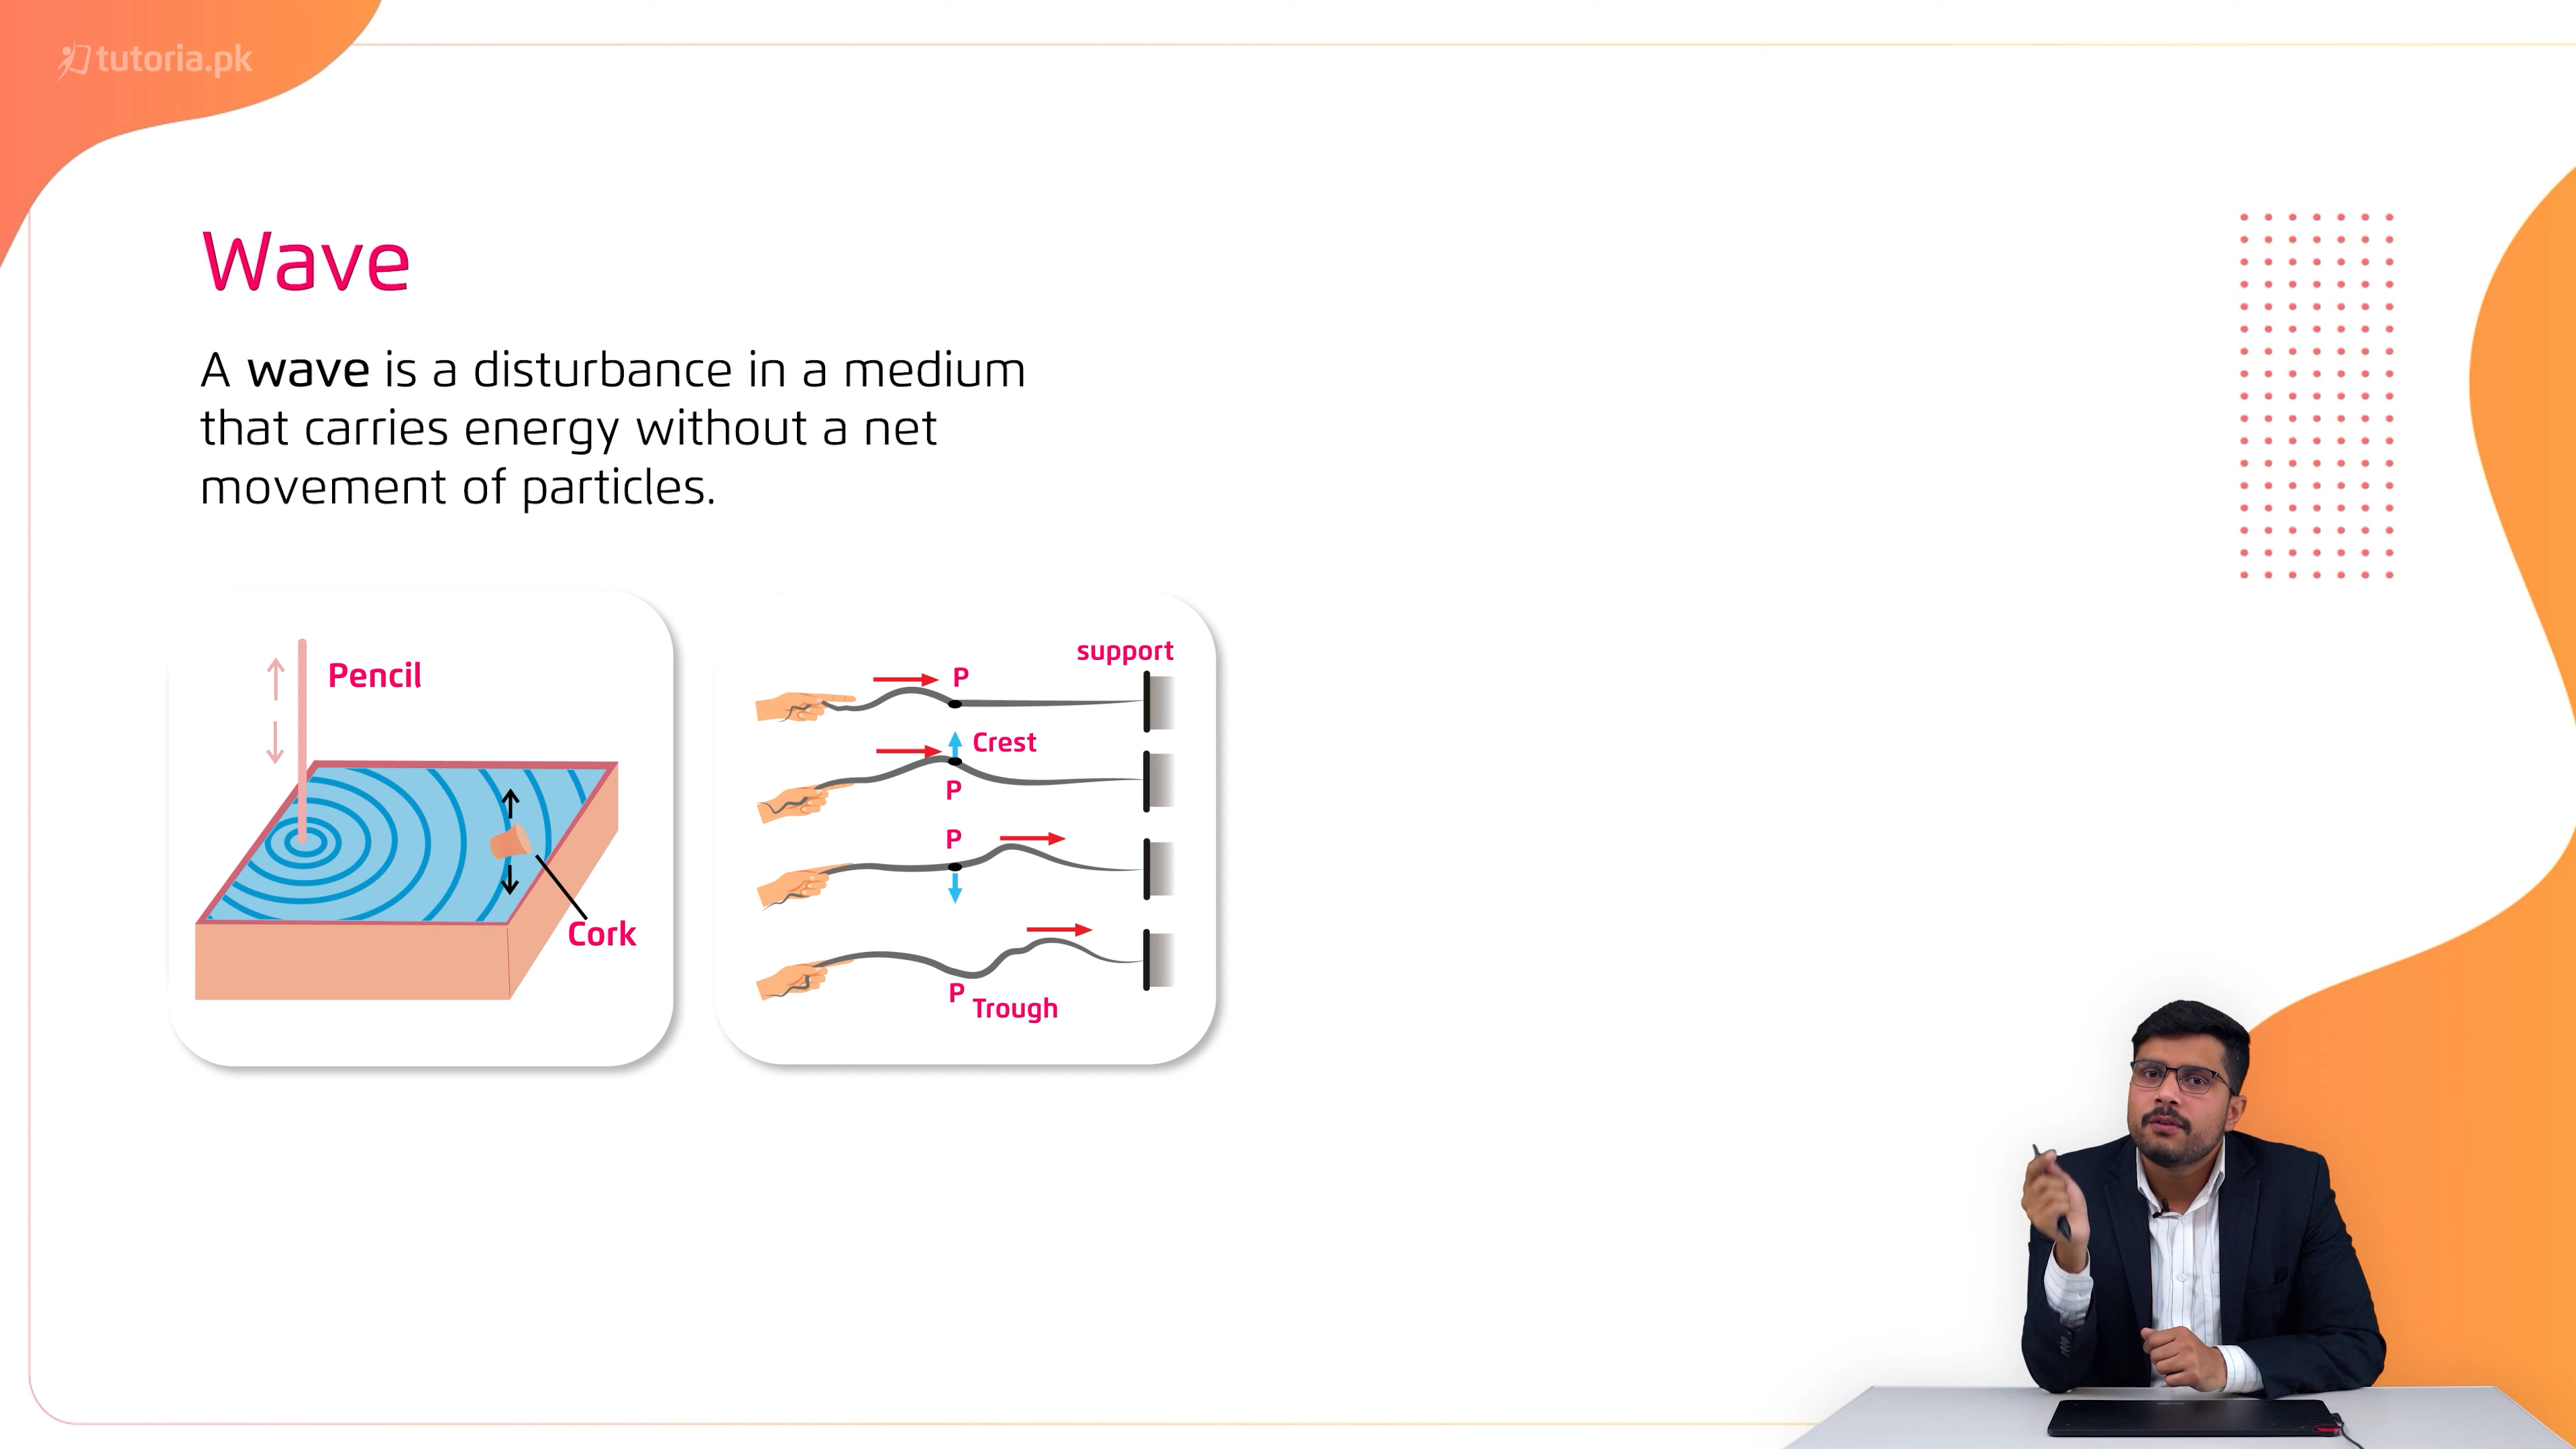 tutoria.pk
Wave
A wave is a disturbance in a medium
that carries energy without a net
movement of particles.
Pencil
Cork
support
P
Crest
P
P
P
Trough